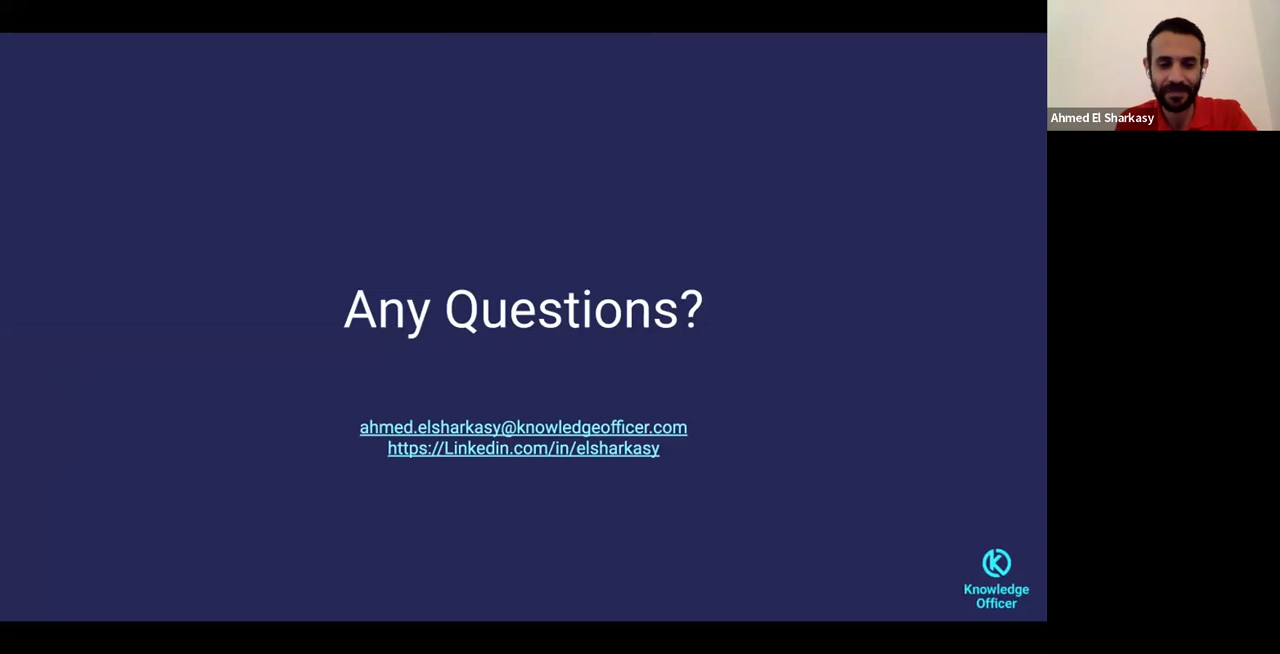 Any Questions?
ahmed.elsharkasy@knowledgeofficer.com
https://Linkedin.com/in/elsharkasy
Knowledge
Officer
Ahmed El Sharkasy